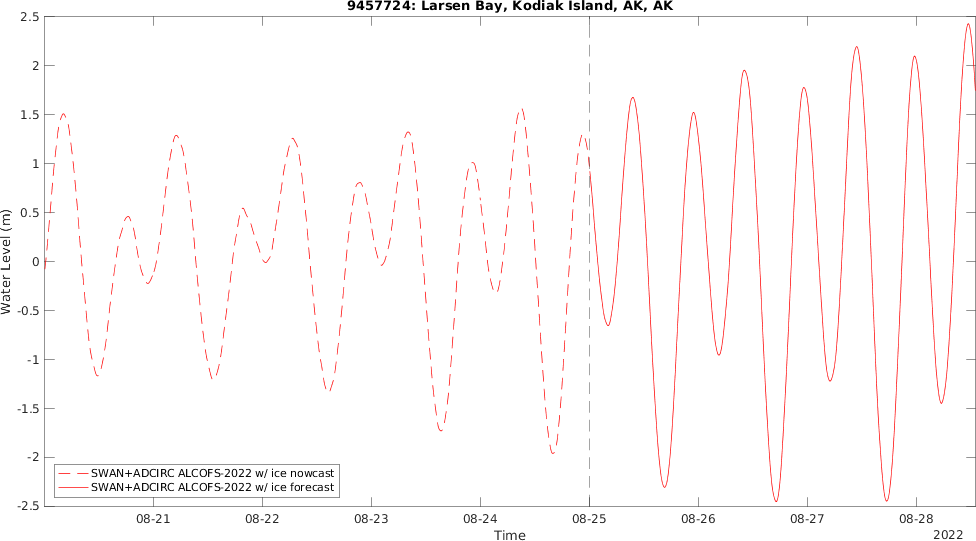 9457724: Larsen Bay, Kodiak Island, AK, AK
2.5
2
1.5
1
0.5
0
-0.5
-1
-1.5
-2
-2.5
Water Level (m)
SWAN+ADCIRC ALCOFS-2022 w/ ice nowcast
SWAN+ADCIRC ALCOFS-2022 w/ ice forecast
08-21 08-22 08-23 08-24 08-25 08-26 08-27 08-28
Time
2022